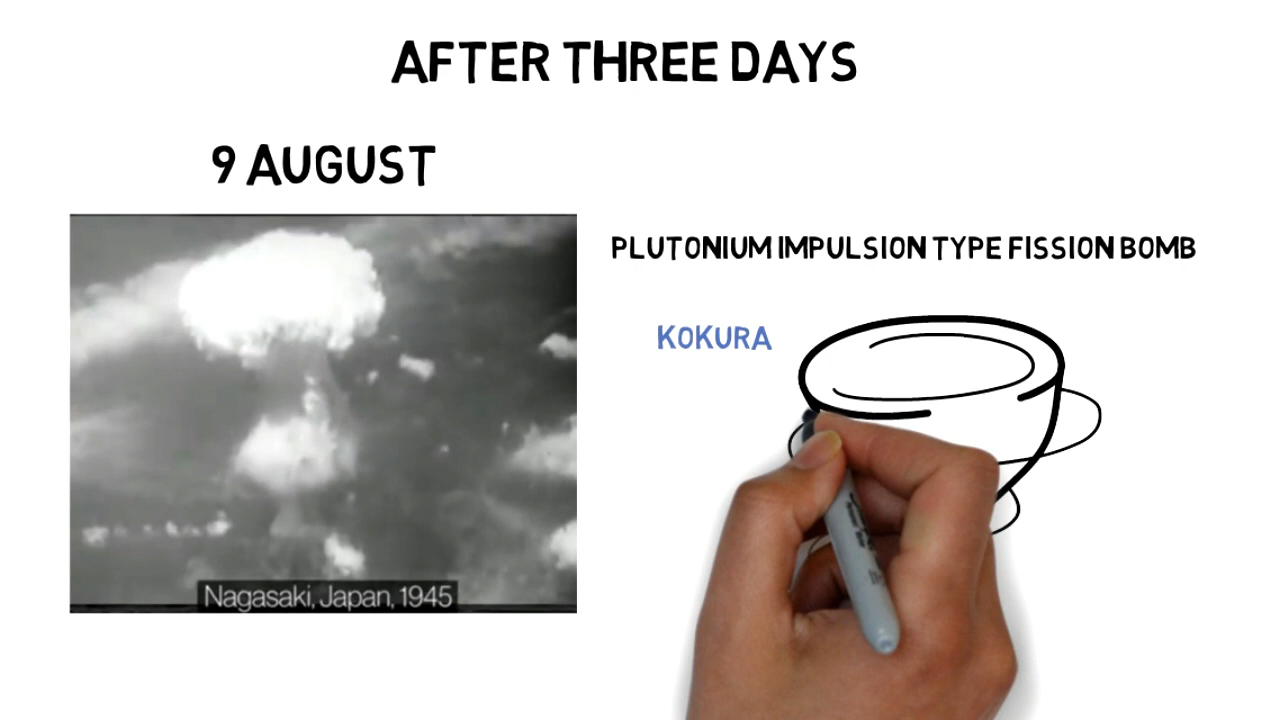 AFTER THREE DAYS
9 AUGUST
PLUTONIUM IMPULSION TYPE FISSION BOMB
KOKURA
Nagasaki, Japan, 1945